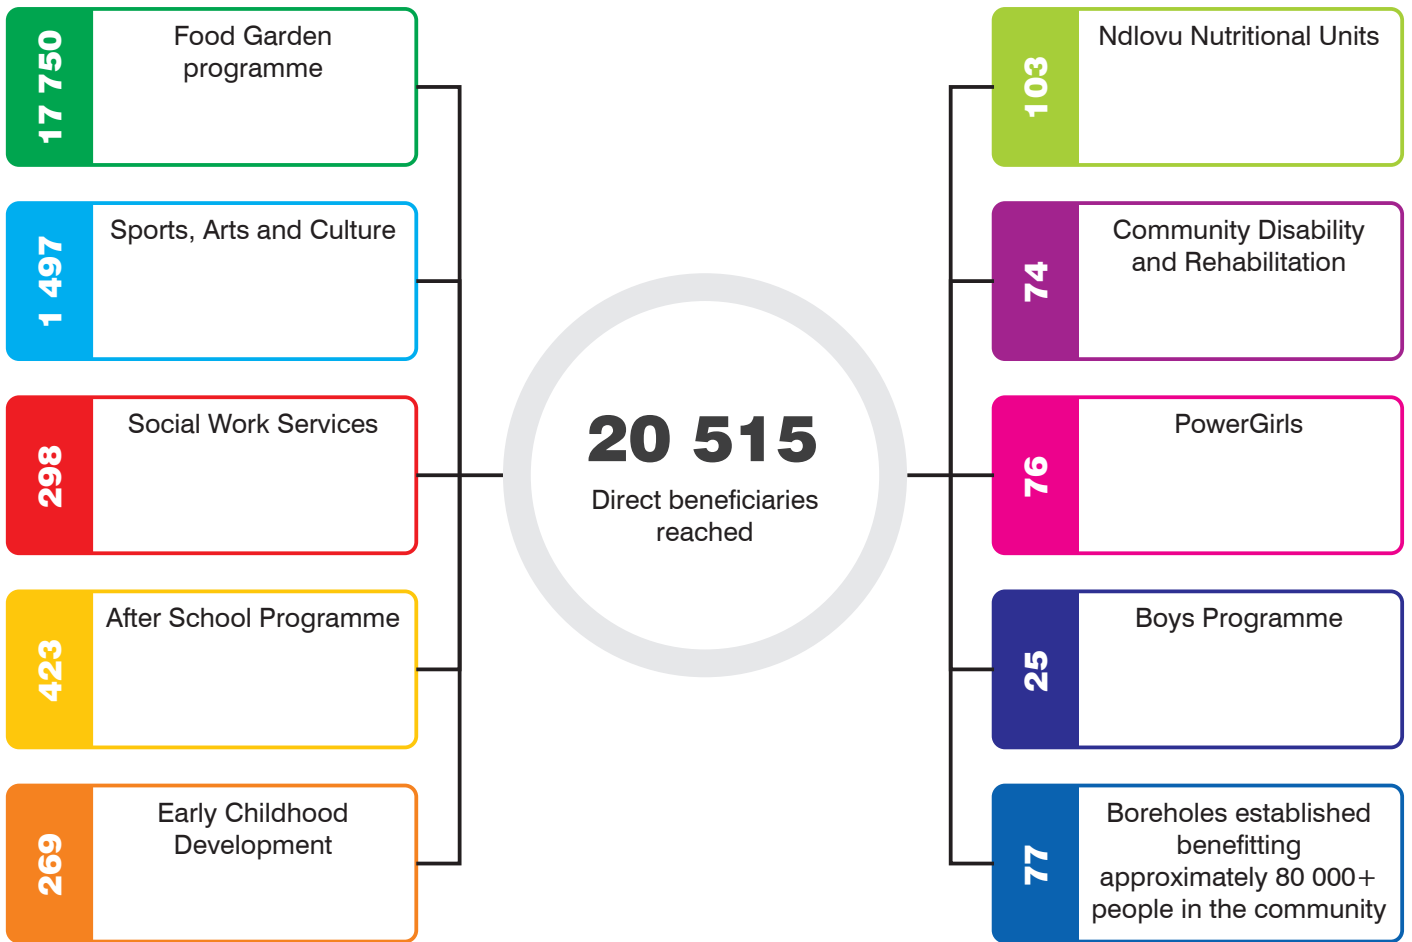 17 750
Food Garden
programme
1 497
Sports, Arts and Culture
298
Social Work Services
423
After School Programme
269
Early Childhood
Development
20 515
Direct beneficiaries
reached
103
Ndlovu Nutritional Units
74
Community Disability
and Rehabilitation
76
PowerGirls
25
Boys Programme
77
Boreholes established
benefitting
approximately 80 000+
people in the community